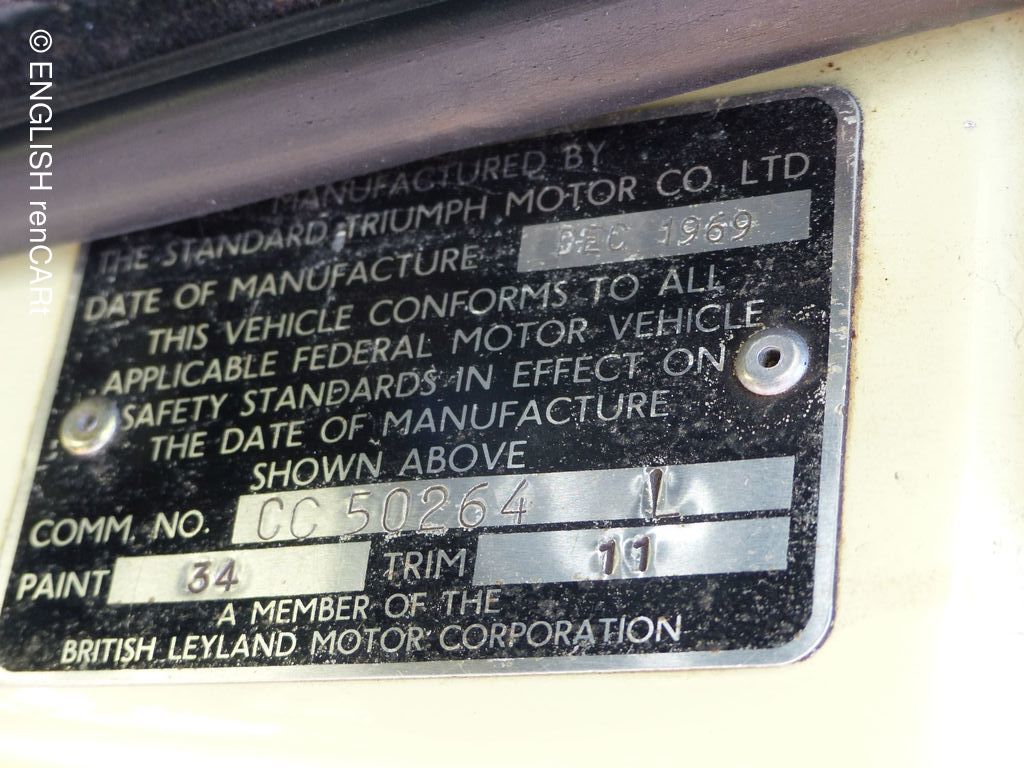 © ENGLISH renCARt
MANUFACTURED BY
THE STANDARD-TRIUMPH MOTOR CO. LTD.
DATE OF MANUFACTURE DEC 1969
THIS VEHICLE CONFORMS TO ALL
APPLICABLE FEDERAL MOTOR VEHICLE
SAFETY STANDARDS IN EFFECT ON
THE DATE OF MANUFACTURE
SHOWN ABOVE
COMM. NO. CC 50264 L
PAINT 34 TRIM 11
A MEMBER OF THE
BRITISH LEYLAND MOTOR CORPORATION